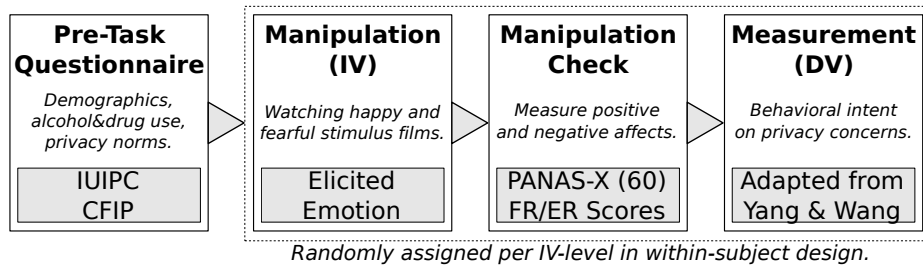 Pre-Task
Questionnaire
Demographics,
alcohol&drug use,
privacy norms.
IUIPC
CFIP
Manipulation
(IV)
Watching happy and
fearful stimulus films.
Elicited
Emotion
Manipulation
Check
Measure positive
and negative affects.
PANAS-X (60)
FR/ER Scores
Measurement
(DV)
Behavioral intent
on privacy concerns.
Adapted from
Yang & Wang
Randomly assigned per IV-level in within-subject design.